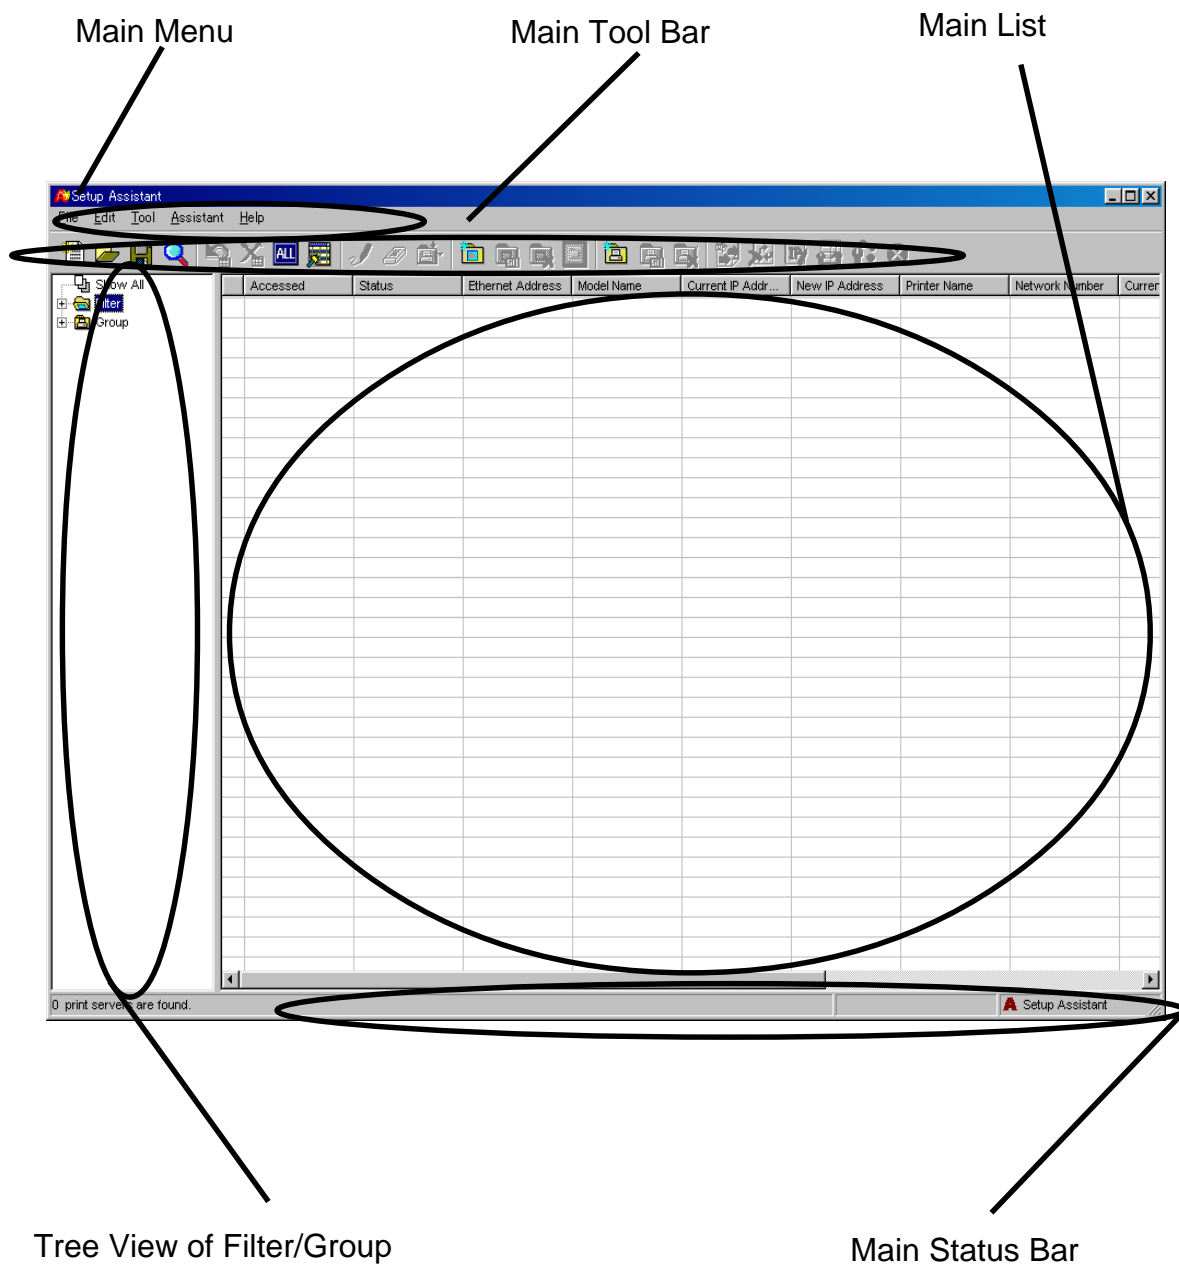 Main Menu
Main Tool Bar
Main List
Setup Assistant
File Edit Tool Assistant Help
ALL
Show All
Filter
Group
Accessed Status Ethernet Address Model Name Current IP Addr... New IP Address Printer Name Network Number Curren
0 print servers are found.
Setup Assistant
Tree View of Filter/Group
Main Status Bar